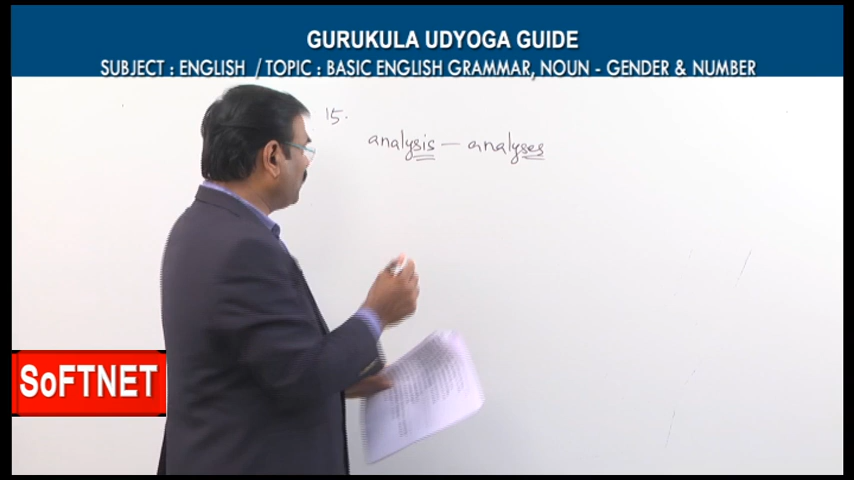 GURUKULA UDYOGA GUIDE
SUBJECT : ENGLISH / TOPIC : BASIC ENGLISH GRAMMAR, NOUN - GENDER & NUMBER
15.
analysis — analyses
SoFTNET